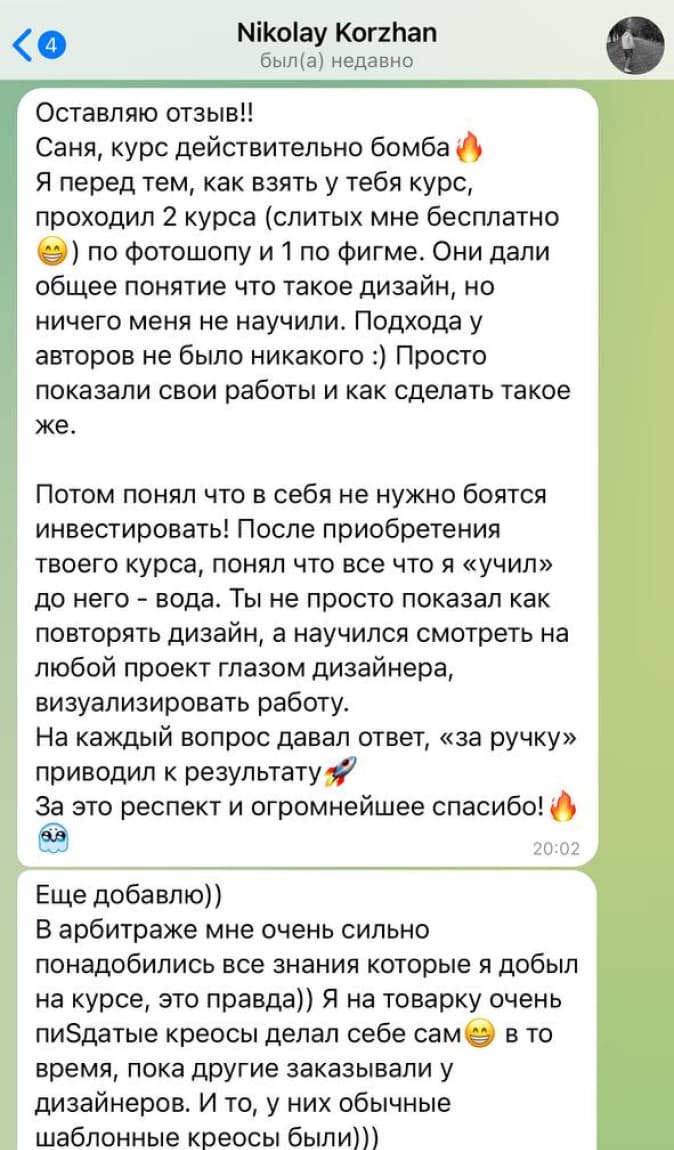 4
Nikolay Korzhan
был(а) недавно
Оставляю отзыв!!
Саня, курс действительно бомба🔥
Я перед тем, как взять у тебя курс,
проходил 2 курса (слитых мне бесплатно
😁) по фотошопу и 1 по фигме. Они дали
общее понятие что такое дизайн, но
ничего меня не научили. Подхода у
авторов не было никакого :) Просто
показали свои работы и как сделать такое
же.
Потом понял что в себя не нужно боятся
инвестировать! После приобретения
твоего курса, понял что все что я «учил»
до него - вода. Ты не просто показал как
повторять дизайн, а научился смотреть на
любой проект глазом дизайнера,
визуализировать работу.
На каждый вопрос давал ответ, «за ручку»
приводил к результату🚀
За это респект и огромнейшее спасибо!🔥
20:02
Еще добавлю))
В арбитраже мне очень сильно
понадобились все знания которые я добыл
на курсе, это правда)) Я на товарку очень
пиSдатые креосы делал себе сам😁 в то
время, пока другие заказывали у
дизайнеров. И то, у них обычные
шаблонные креосы были)))